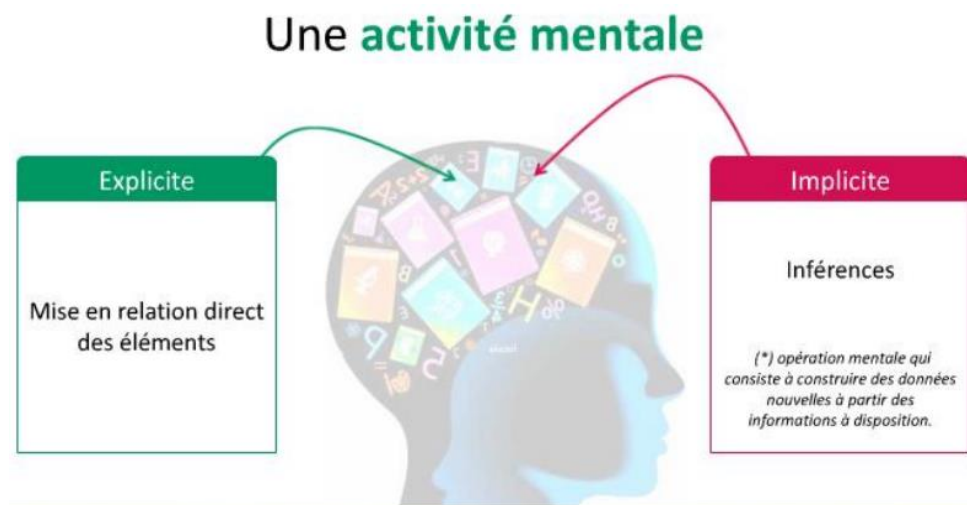 Une activité mentale
Explicite
Mise en relation direct
des éléments
Implicite
Inférences
(*) opération mentale qui
consiste à construire des données
nouvelles à partir des
informations à disposition.